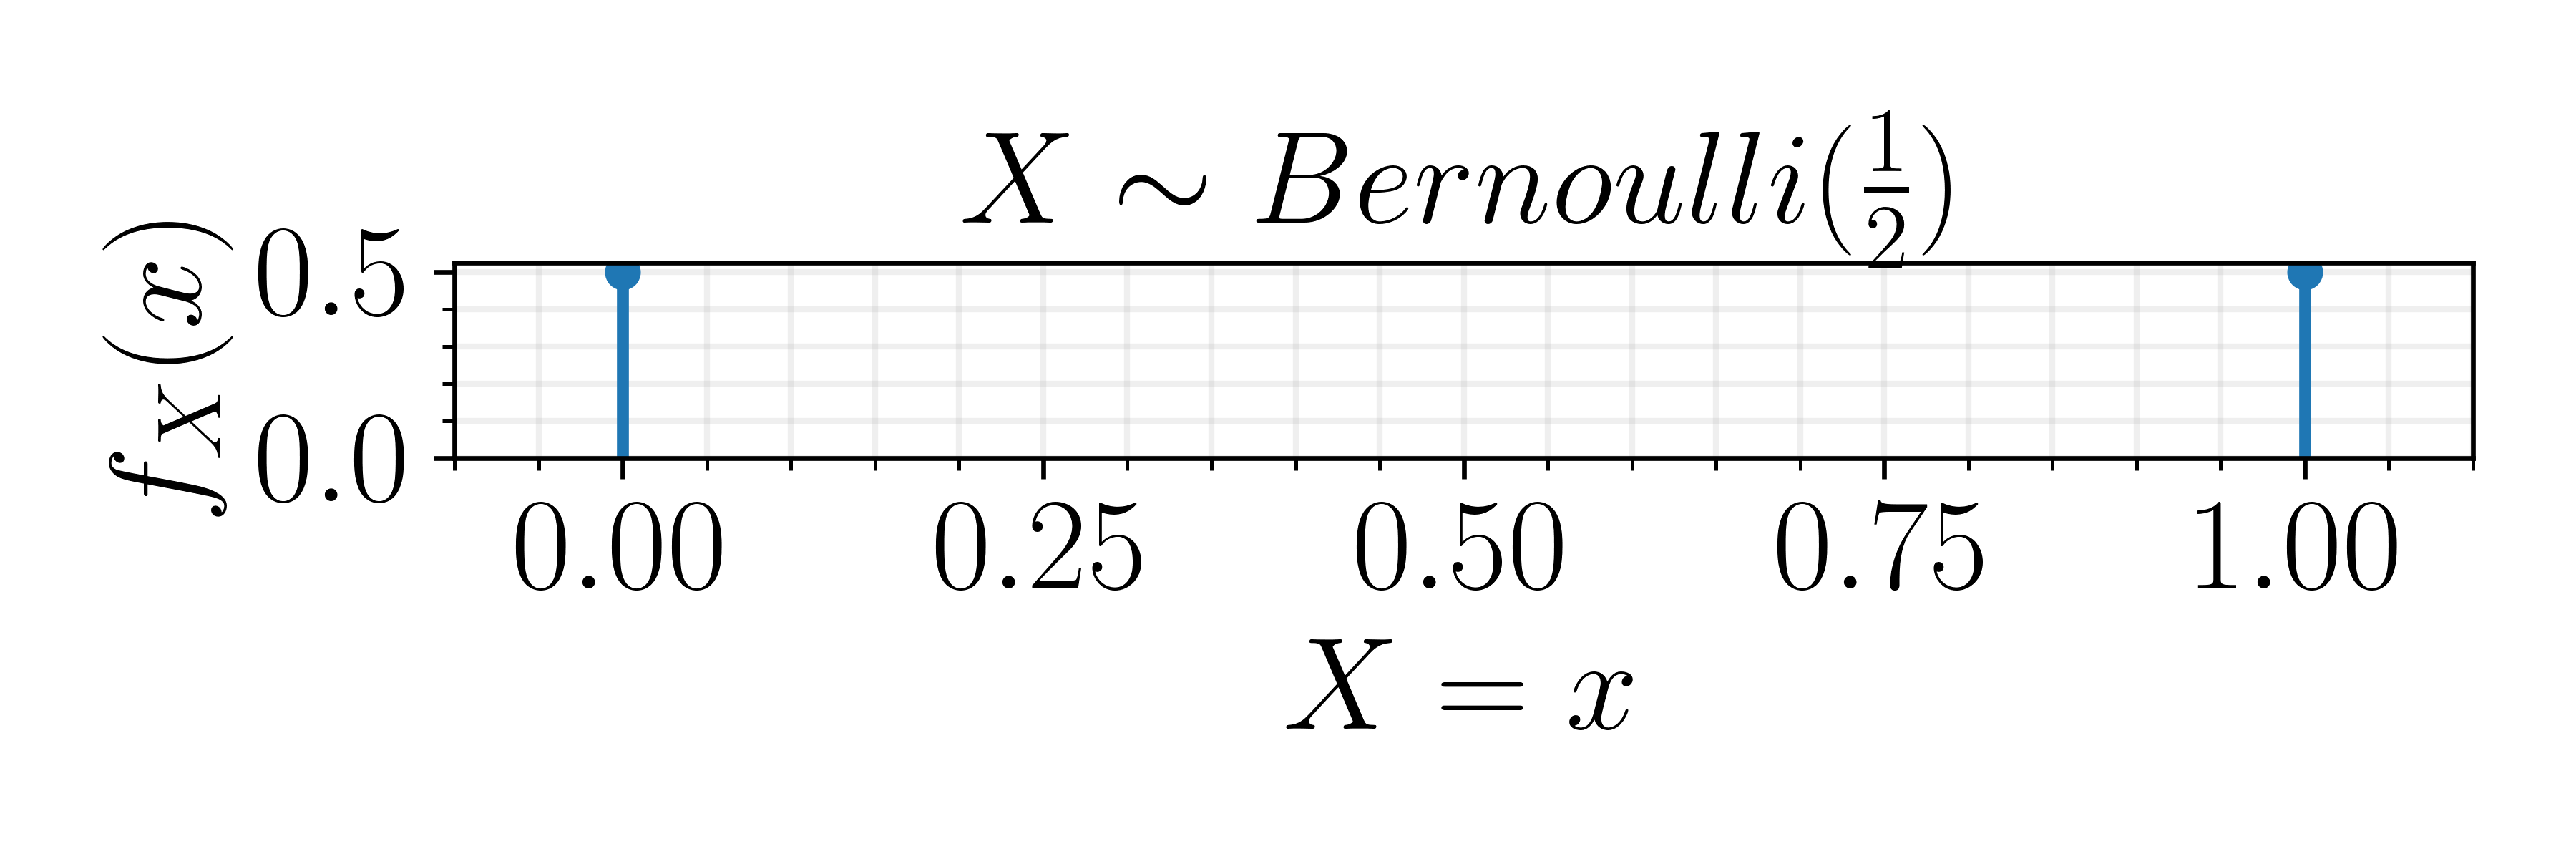 X ∼ Bernoulli(1/2)
f_X(x)
0.5
0.0
0.00 0.25 0.50 0.75 1.00
X = x